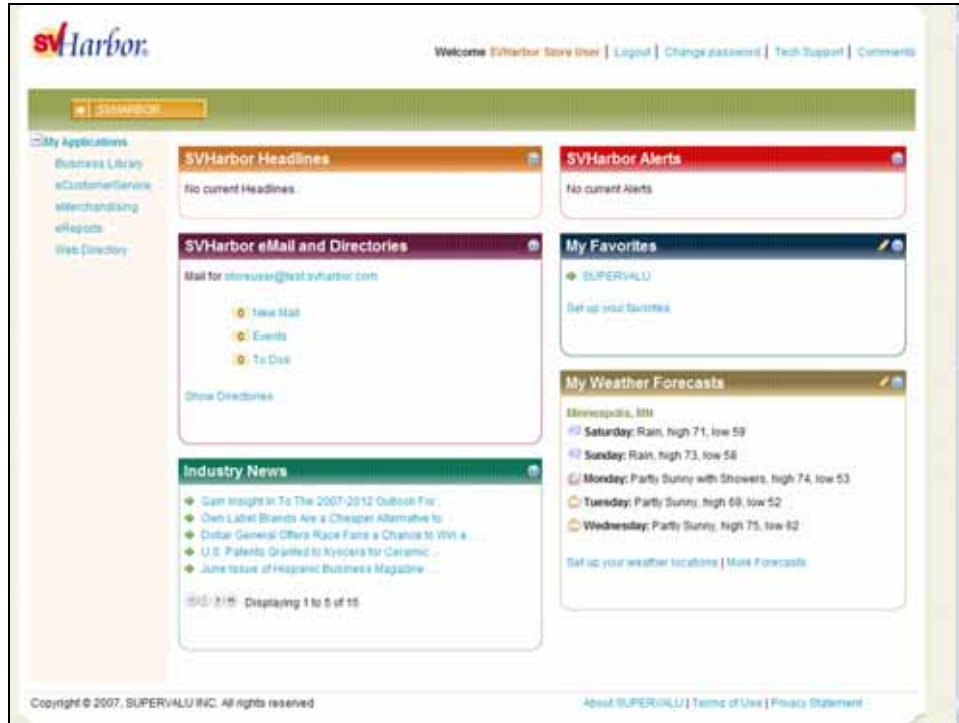 SVHarbor
Welcome SVHarbor Store User | Logout | Change password | Tech Support | Comments
SVHARBOR
My Applications
Business Library
eCustomerService
eMerchandising
eReports
Web Directory
SVHarbor Headlines
No current Headlines
SVHarbor Alerts
No current Alerts
SVHarbor eMail and Directories
Mail for storeuser@test.svharbor.com
0 New Mail
0 Events
0 To Dos
Show Directories
My Favorites
SUPERVALU
Set up your favorites
My Weather Forecasts
Minneapolis, MN
Saturday: Rain, high 71, low 59
Sunday: Rain, high 73, low 58
Monday: Partly Sunny with Showers, high 74, low 53
Tuesday: Partly Sunny, high 69, low 52
Wednesday: Partly Sunny, high 75, low 62
Set up your weather locations | More Forecasts
Industry News
Gain Insight In To The 2007-2012 Outlook For...
Own Label Brands Are a Cheaper Alternative to...
Dollar General Offers Race Fans a Chance to Win a ...
U.S. Patents Granted to Kyocera for Ceramic ...
June Issue of Hispanic Business Magazine ...
Displaying 1 to 5 of 15
Copyright © 2007, SUPERVALU INC. All rights reserved
About SUPERVALU | Terms of Use | Privacy Statement